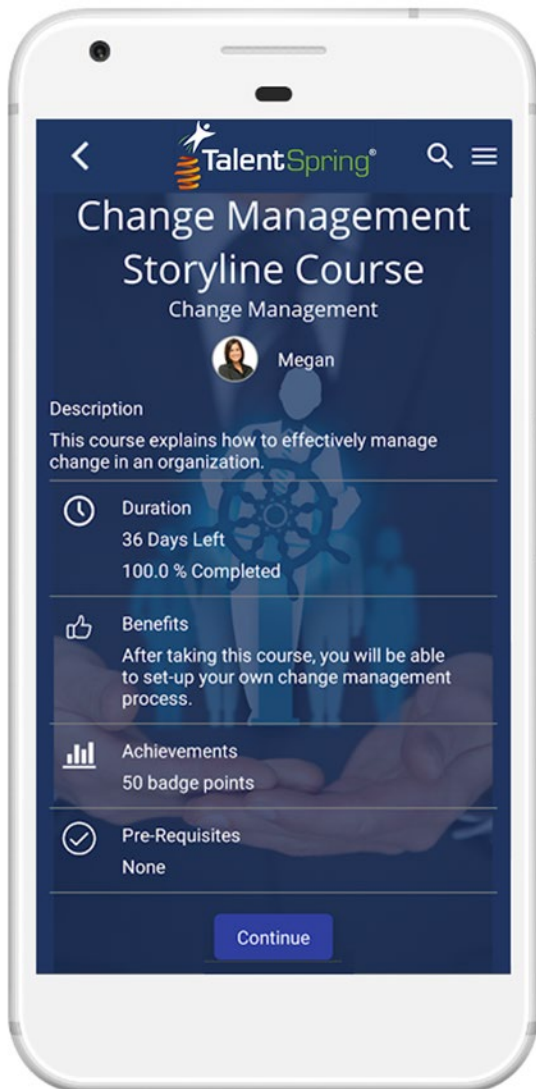 TalentSpring®
Change Management
Storyline Course
Change Management
Megan
Description
This course explains how to effectively manage
change in an organization.
Duration
36 Days Left
100.0 % Completed
Benefits
After taking this course, you will be able
to set-up your own change management
process.
Achievements
50 badge points
Pre-Requisites
None
Continue